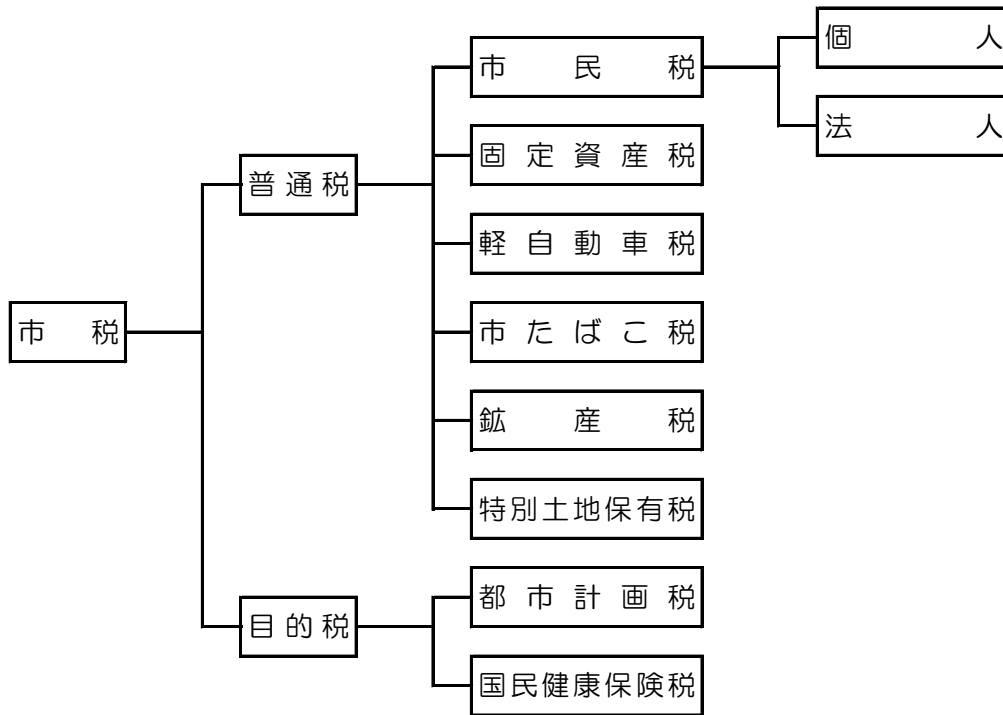 市税
普通税
市民税
個人
法人
固定資産税
軽自動車税
市たばこ税
鉱産税
特別土地保有税
目的税
都市計画税
国民健康保険税